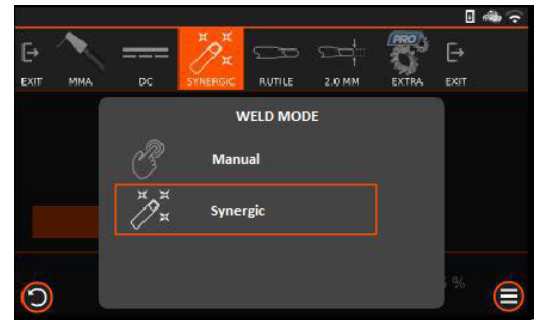 PRO
EXIT MMA DC SYNERGIC RUTILE 2.0 MM EXTRA EXIT
WELD MODE
Manual
Synergic
%